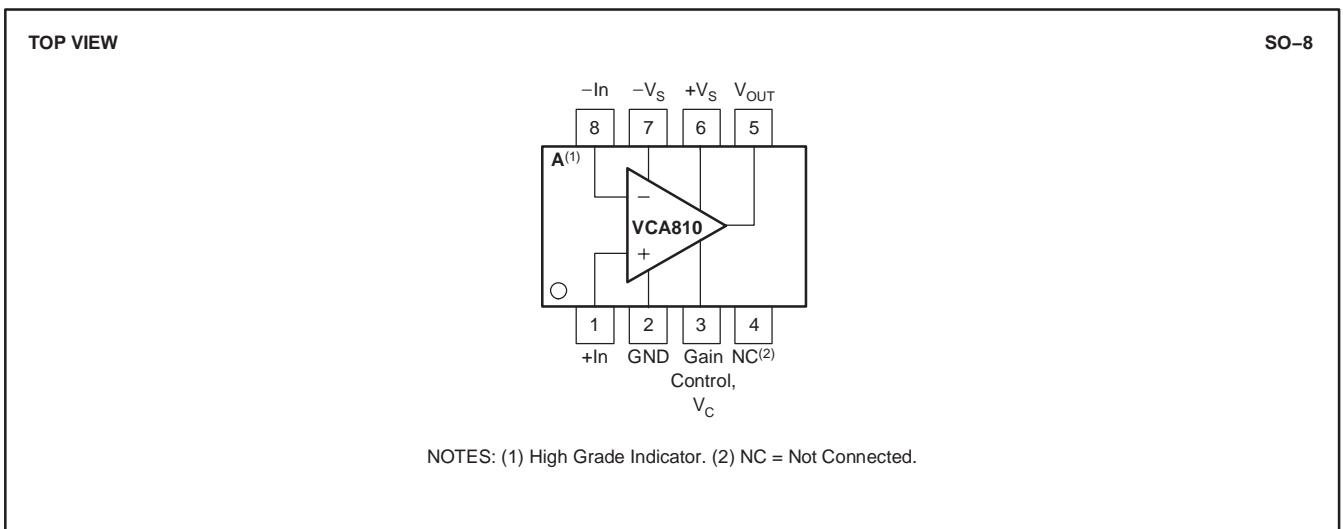 TOP VIEW SO–8
−In −VS +VS VOUT
8 7 6 5
A(1)
−
VCA810
+
1 2 3 4
+In GND Gain NC(2)
Control,
VC
NOTES: (1) High Grade Indicator. (2) NC = Not Connected.